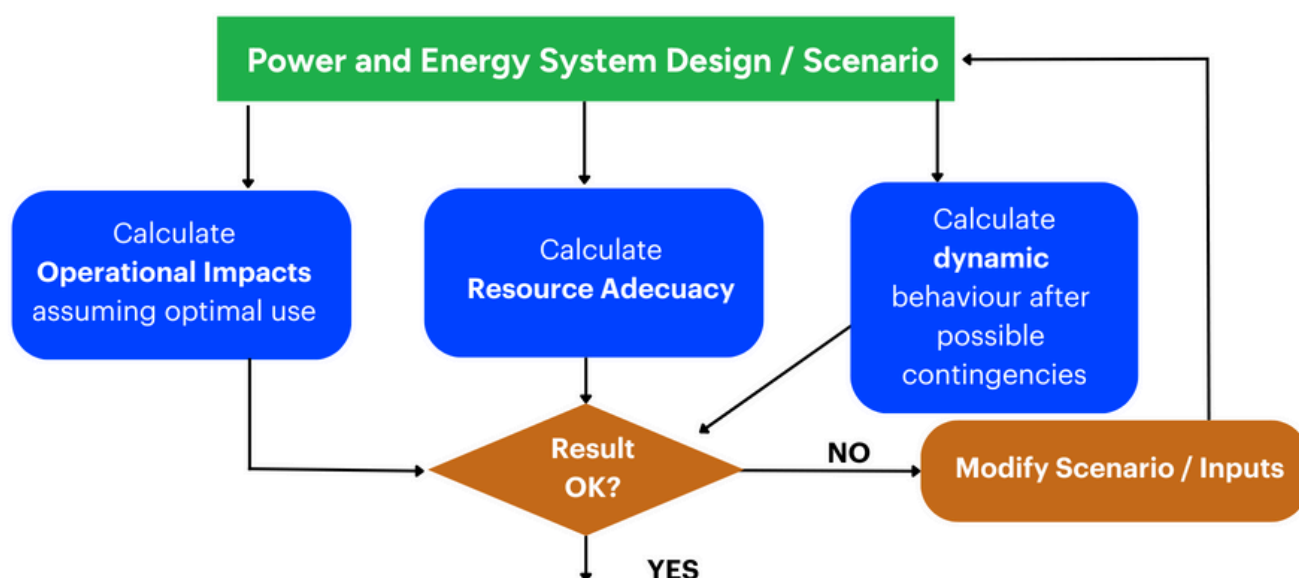 Power and Energy System Design / Scenario
Calculate
Operational Impacts
assuming optimal use
Calculate
Resource Adecuacy
Calculate
dynamic
behaviour after
possible
contingencies
Result
OK?
NO
Modify Scenario / Inputs
YES